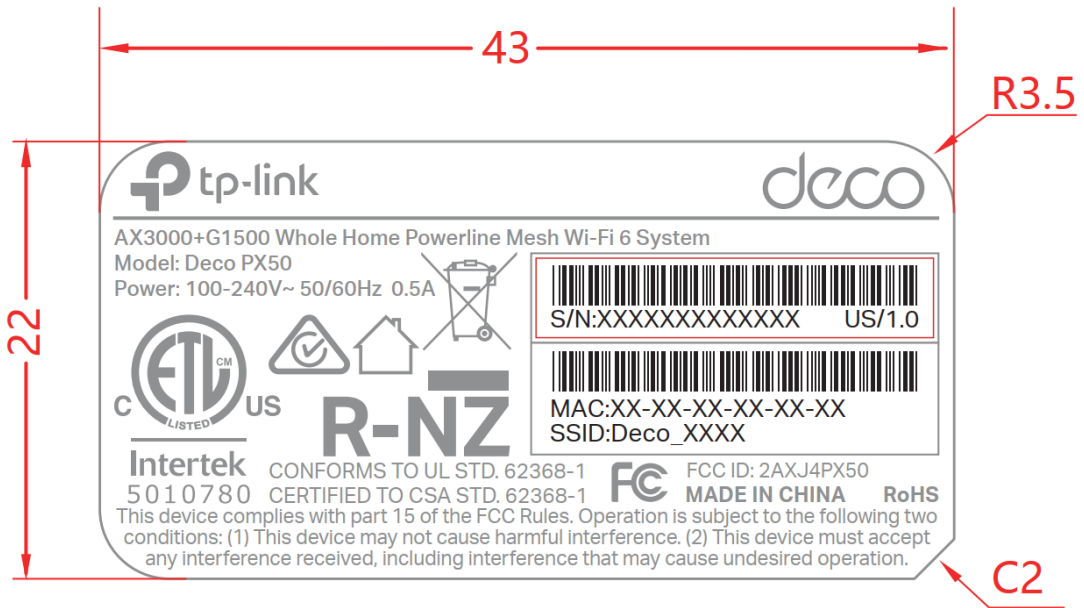 43
R3.5
22
tp-link
deco
AX3000+G1500 Whole Home Powerline Mesh Wi-Fi 6 System
Model: Deco PX50
Power: 100-240V~ 50/60Hz  0.5A
S/N:XXXXXXXXXXXXX US/1.0
MAC:XX-XX-XX-XX-XX-XX
SSID:Deco_XXXX
ETL CM
C US
LISTED
R-NZ
Intertek
5010780
CONFORMS TO UL STD. 62368-1
CERTIFIED TO CSA STD. 62368-1
FC
FCC ID: 2AXJ4PX50
MADE IN CHINA RoHS
This device complies with part 15 of the FCC Rules. Operation is subject to the following two
conditions: (1) This device may not cause harmful interference. (2) This device must accept
any interference received, including interference that may cause undesired operation.
C2